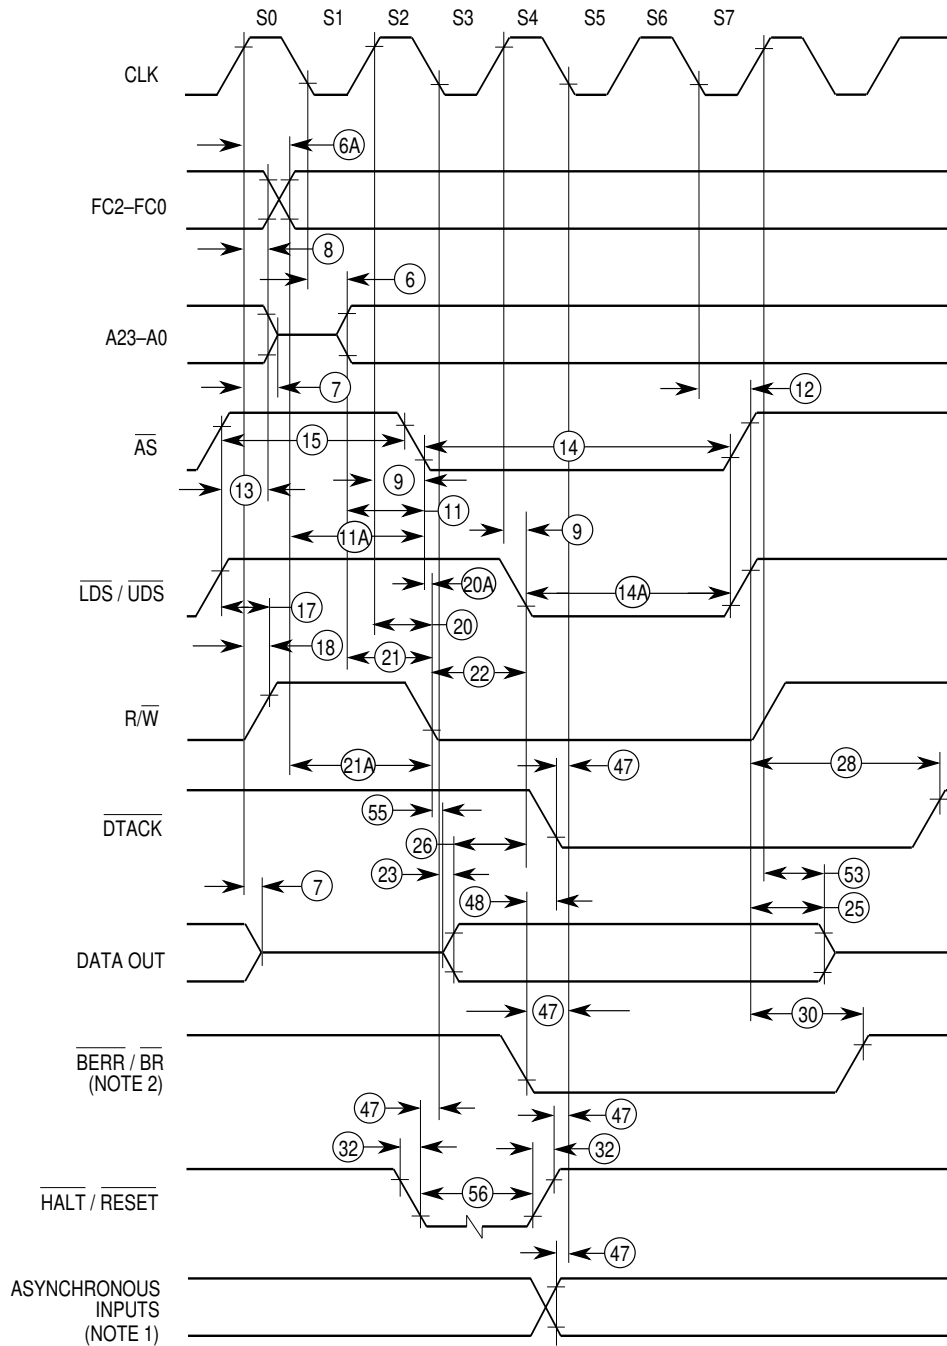 S0 S1 S2 S3 S4 S5 S6 S7
CLK
6A
FC2–FC0
8
6
A23–A0
7
12
15
14
AS
9
13
11
9
11A
20A
14A
LDS / UDS
17
20
18
21
22
R/W
21A
47
28
55
DTACK
26
23
53
7
48
25
DATA OUT
47
30
BERR / BR
(NOTE 2)
47
47
32
32
56
HALT / RESET
47
ASYNCHRONOUS
INPUTS
(NOTE 1)